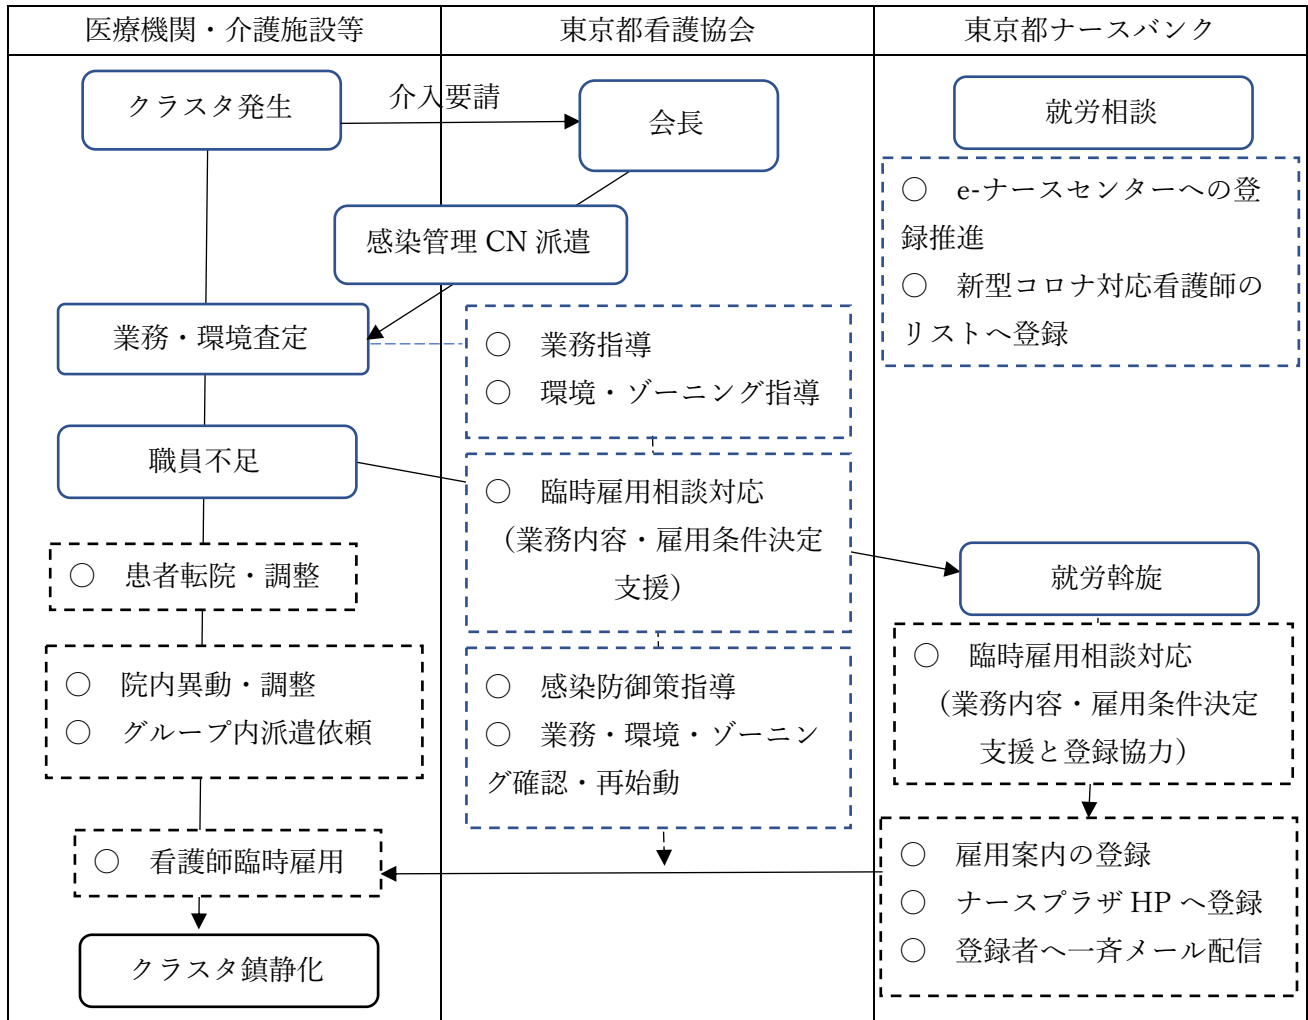 医療機関・介護施設等
東京都看護協会
東京都ナースバンク
クラスタ発生
介入要請
会長
感染管理 CN 派遣
業務・環境査定
職員不足
○　患者転院・調整
○　院内異動・調整
○　グループ内派遣依頼
○　看護師臨時雇用
クラスタ鎮静化
○　業務指導
○　環境・ゾーニング指導
○　臨時雇用相談対応
（業務内容・雇用条件決定
支援）
○　感染防御策指導
○　業務・環境・ゾーニン
グ確認・再始動
就労相談
○　e-ナースセンターへの登
録推進
○　新型コロナ対応看護師の
リストへ登録
就労斡旋
○　臨時雇用相談対応
（業務内容・雇用条件決定
支援と登録協力）
○　雇用案内の登録
○　ナースプラザ HP へ登録
○　登録者へ一斉メール配信